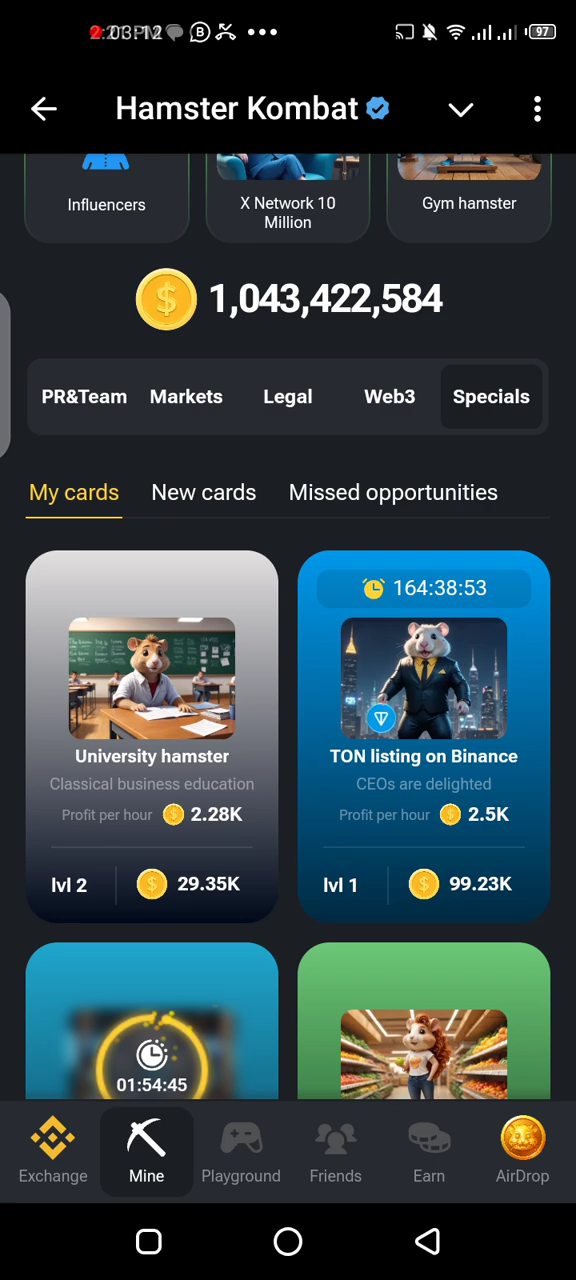 97
Hamster Kombat
Influencers
X Network 10
Million
Gym hamster
1,043,422,584
PR&Team Markets Legal Web3 Specials
My cards New cards Missed opportunities
164:38:53
University hamster
Classical business education
Profit per hour 2.28K
lvl 2 29.35K
TON listing on Binance
CEOs are delighted
Profit per hour 2.5K
lvl 1 99.23K
01:54:45
Exchange Mine Playground Friends Earn AirDrop